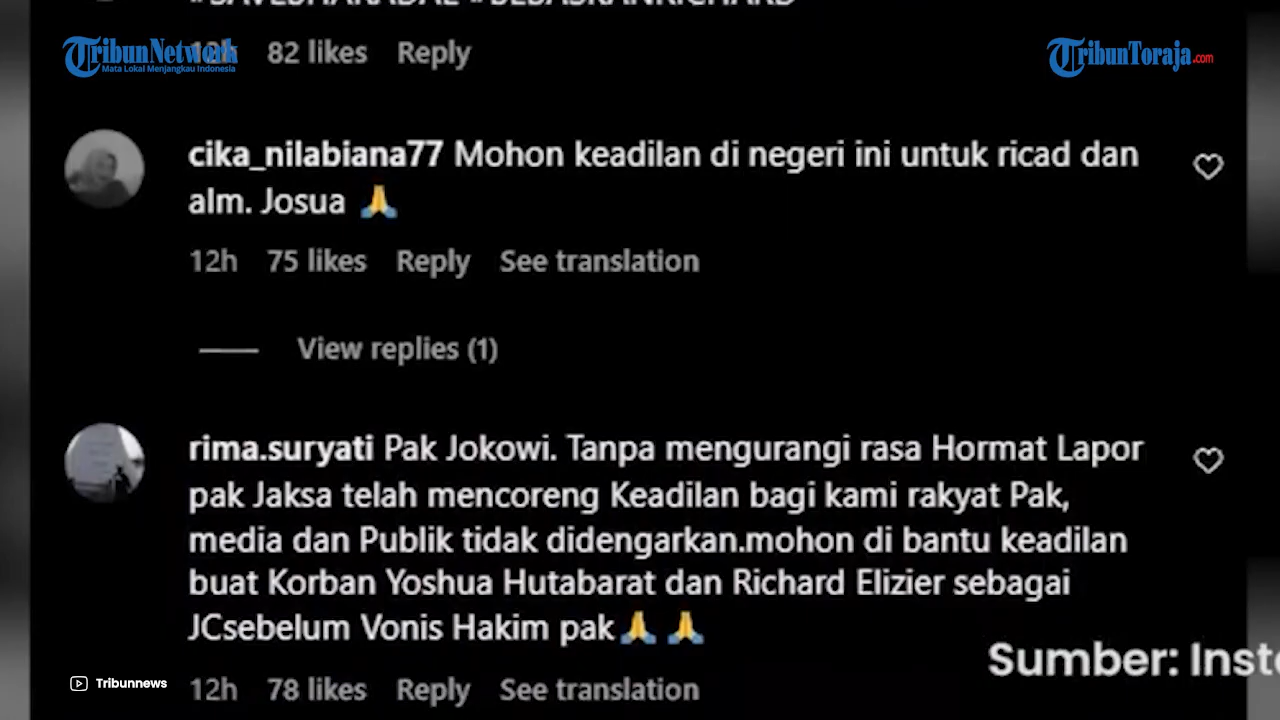 12h 82 likes Reply
TribunNetwork
Mata Lokal Menjangkau Indonesia
TribunToraja.com
cika_nilabiana77 Mohon keadilan di negeri ini untuk ricad dan
alm. Josua 🙏
12h 75 likes Reply See translation
View replies (1)
rima.suryati Pak Jokowi. Tanpa mengurangi rasa Hormat Lapor
pak Jaksa telah mencoreng Keadilan bagi kami rakyat Pak,
media dan Publik tidak didengarkan.mohon di bantu keadilan
buat Korban Yoshua Hutabarat dan Richard Elizier sebagai
JCsebelum Vonis Hakim pak🙏 🙏
Sumber: Inst
Tribunnews
12h 78 likes Reply See translation